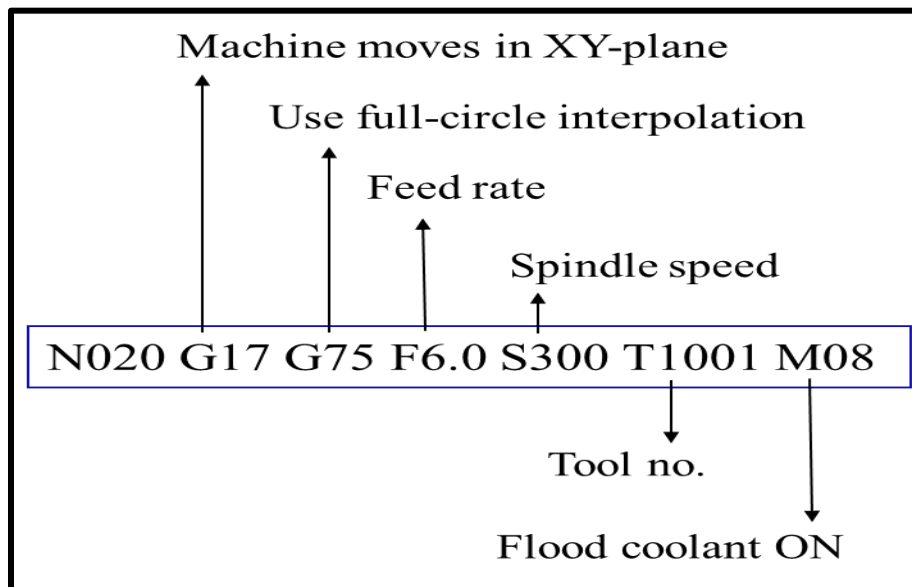 Machine moves in XY-plane
Use full-circle interpolation
Feed rate
Spindle speed
N020 G17 G75 F6.0 S300 T1001 M08
Tool no.
Flood coolant ON